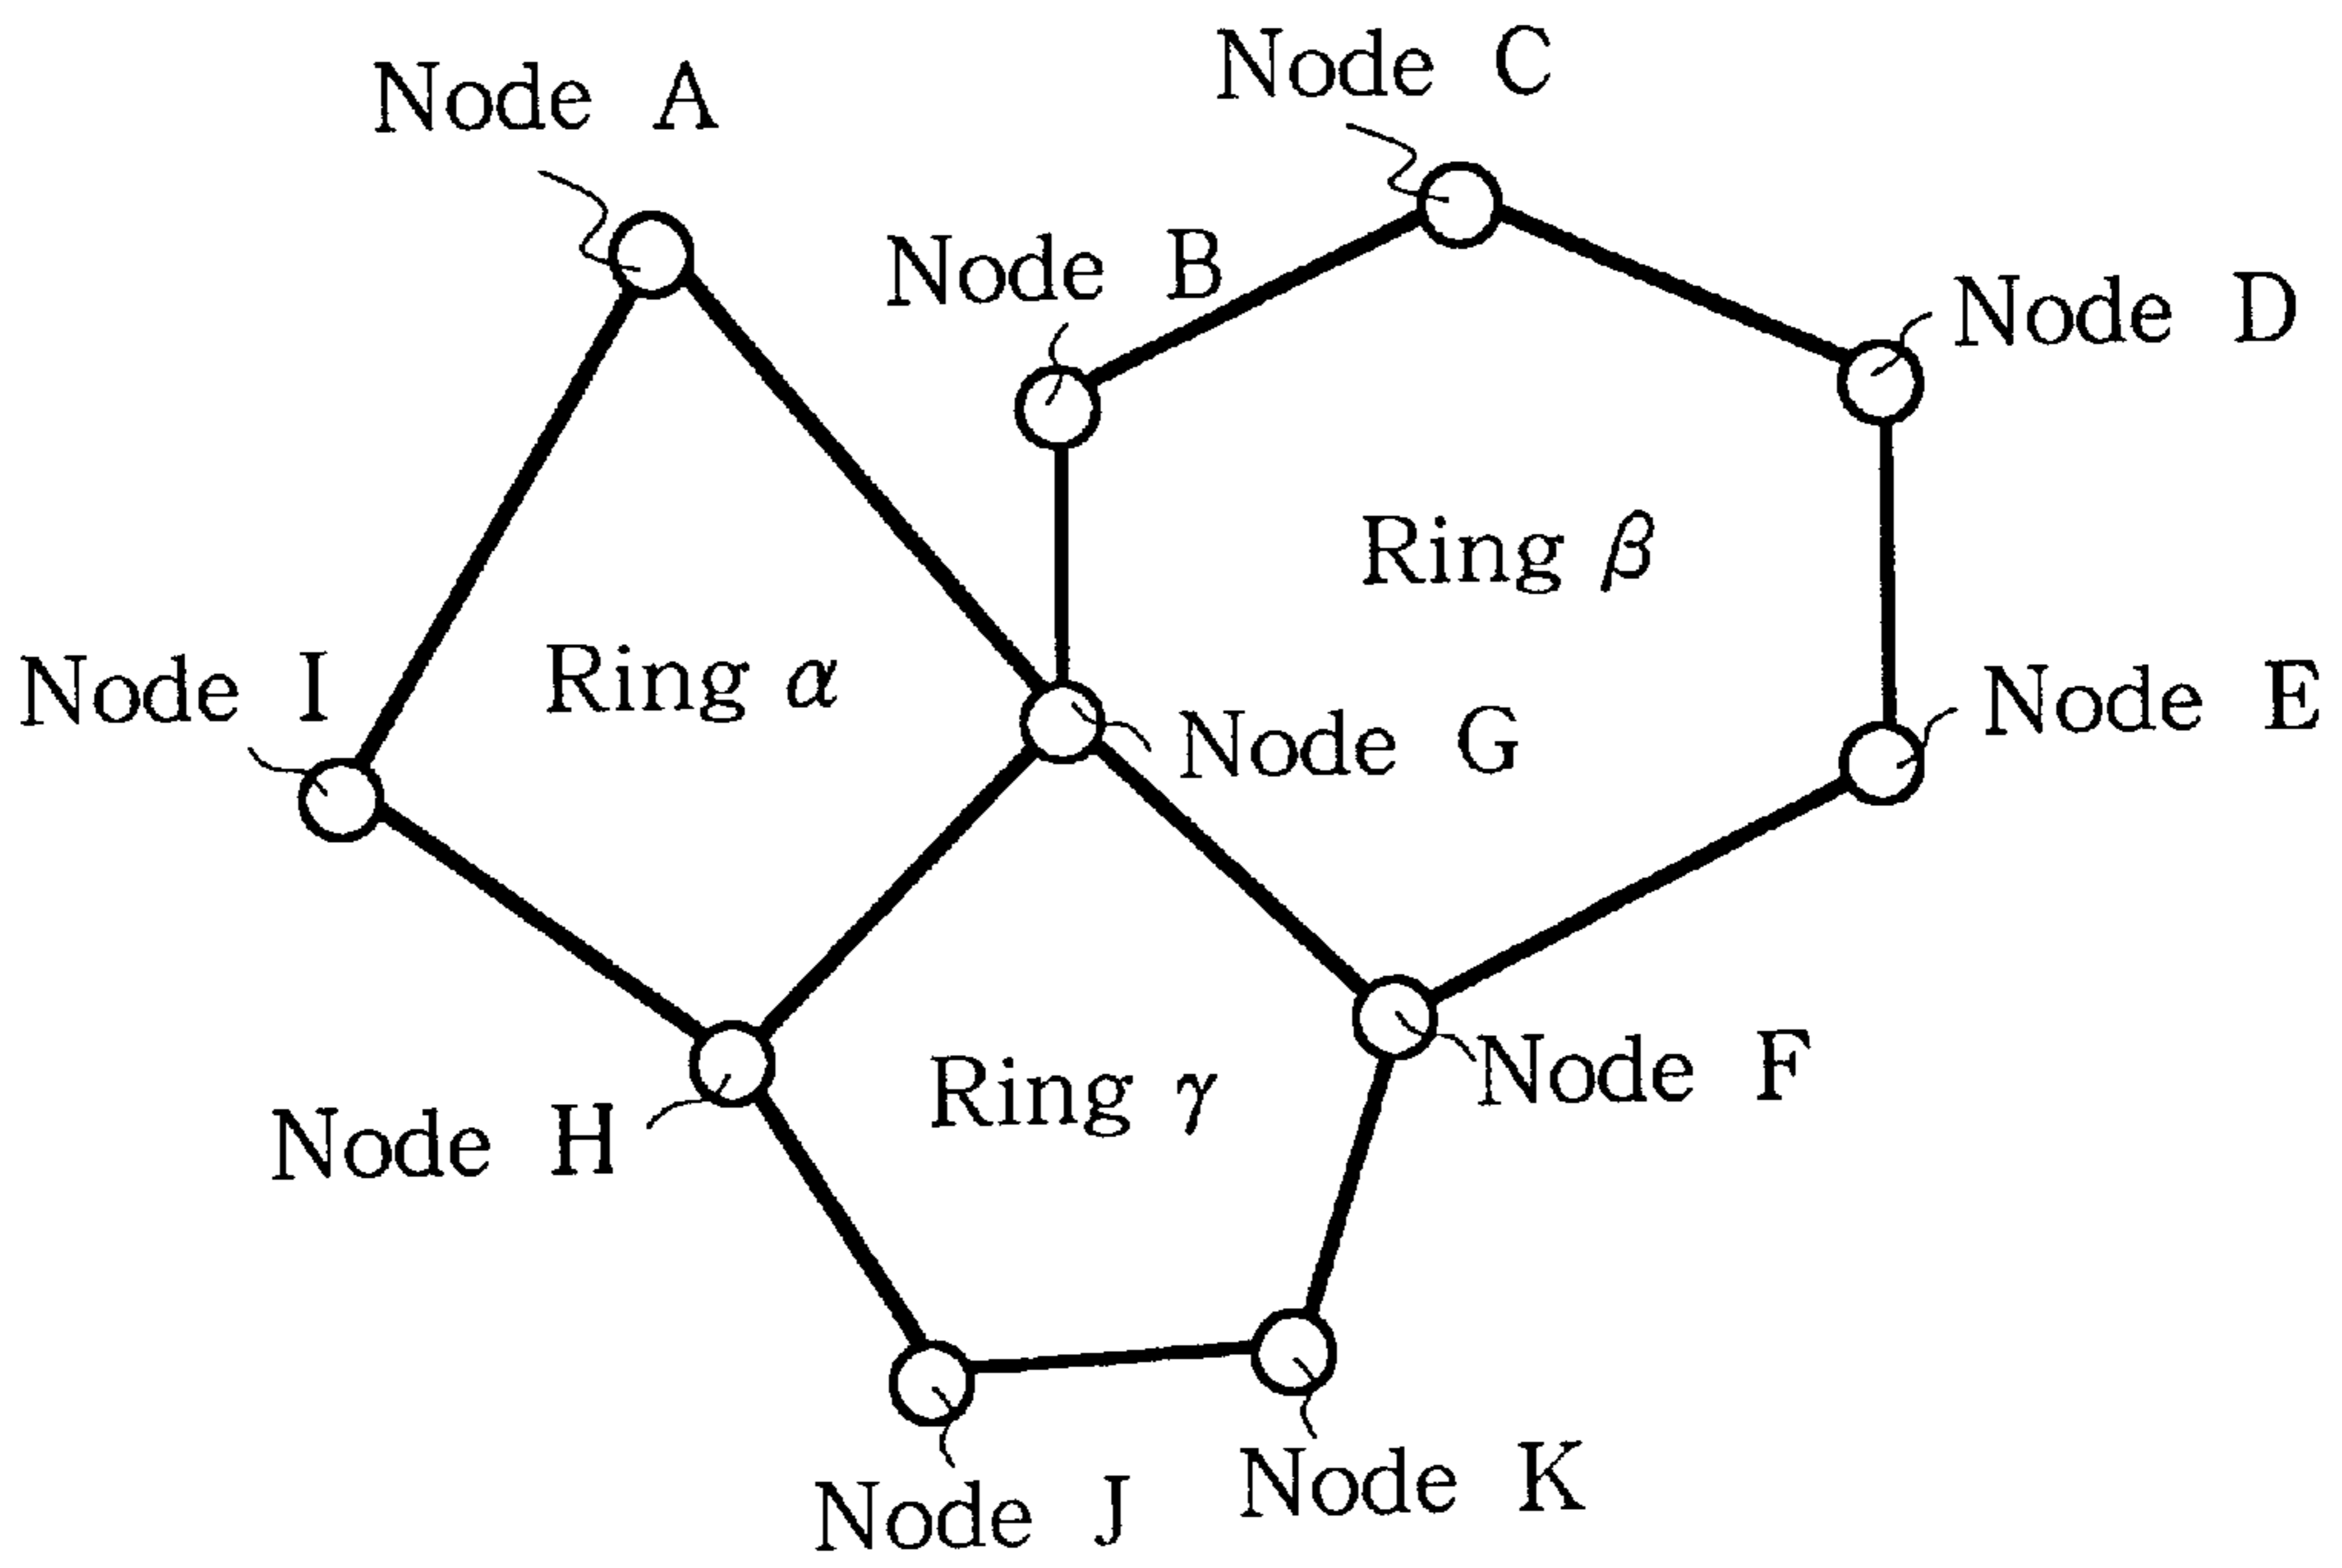 Node C
Node A
Node B
Node D
Ring β
Node I
Ring α
Node G
Node E
Node F
Ring γ
Node H
Node K
Node J